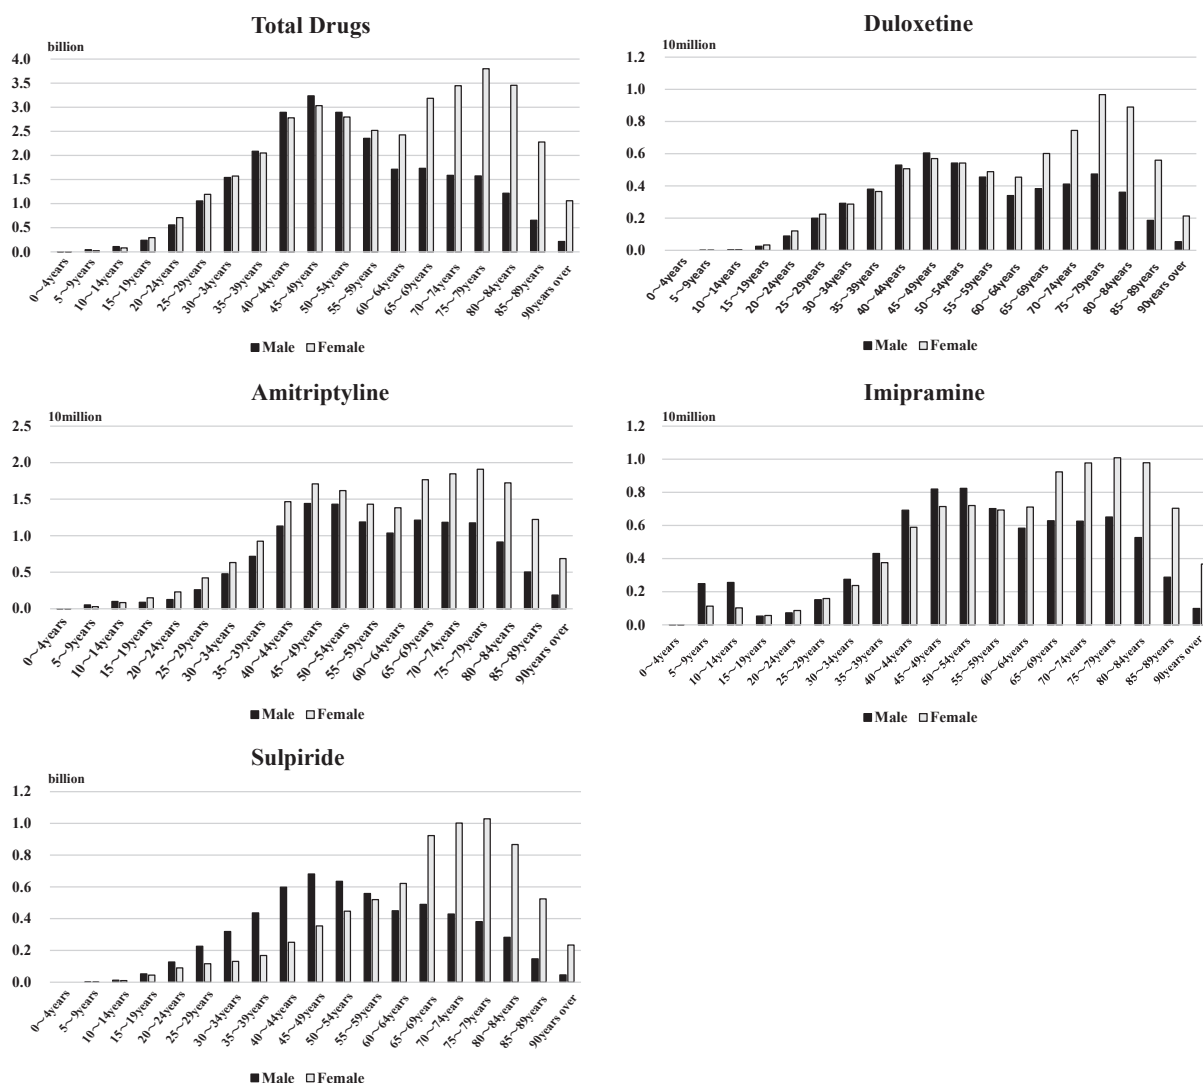 Total Drugs
billion
4.0
3.5
3.0
2.5
2.0
1.5
1.0
0.5
0.0
0～4years
5～9years
10～14years
15～19years
20～24years
25～29years
30～34years
35～39years
40～44years
45～49years
50～54years
55～59years
60～64years
65～69years
70～74years
75～79years
80～84years
85～89years
90years over
Male Female
Duloxetine
10million
1.2
1.0
0.8
0.6
0.4
0.2
0.0
0～4years
5～9years
10～14years
15～19years
20～24years
25～29years
30～34years
35～39years
40～44years
45～49years
50～54years
55～59years
60～64years
65～69years
70～74years
75～79years
80～84years
85～89years
90years over
Male Female
Amitriptyline
10million
2.5
2.0
1.5
1.0
0.5
0.0
0～4years
5～9years
10～14years
15～19years
20～24years
25～29years
30～34years
35～39years
40～44years
45～49years
50～54years
55～59years
60～64years
65～69years
70～74years
75～79years
80～84years
85～89years
90years over
Male Female
Imipramine
10million
1.2
1.0
0.8
0.6
0.4
0.2
0.0
0～4years
5～9years
10～14years
15～19years
20～24years
25～29years
30～34years
35～39years
40～44years
45～49years
50～54years
55～59years
60～64years
65～69years
70～74years
75～79years
80～84years
85～89years
90years over
Male Female
Sulpiride
billion
1.2
1.0
0.8
0.6
0.4
0.2
0.0
0～4years
5～9years
10～14years
15～19years
20～24years
25～29years
30～34years
35～39years
40～44years
45～49years
50～54years
55～59years
60～64years
65～69years
70～74years
75～79years
80～84years
85～89years
90years over
Male Female